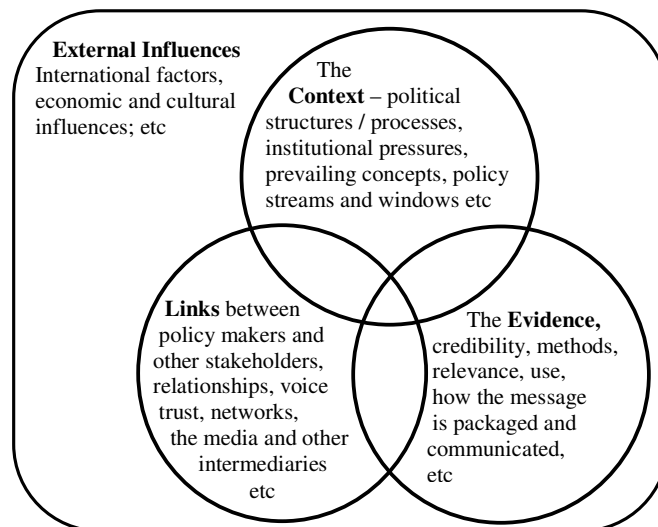 External Influences
International factors,
economic and cultural
influences; etc
The
Context – political
structures / processes,
institutional pressures,
prevailing concepts, policy
streams and windows etc
Links between
policy makers and
other stakeholders,
relationships, voice
trust, networks,
the media and other
intermediaries
etc
The Evidence,
credibility, methods,
relevance, use,
how the message
is packaged and
communicated,
etc